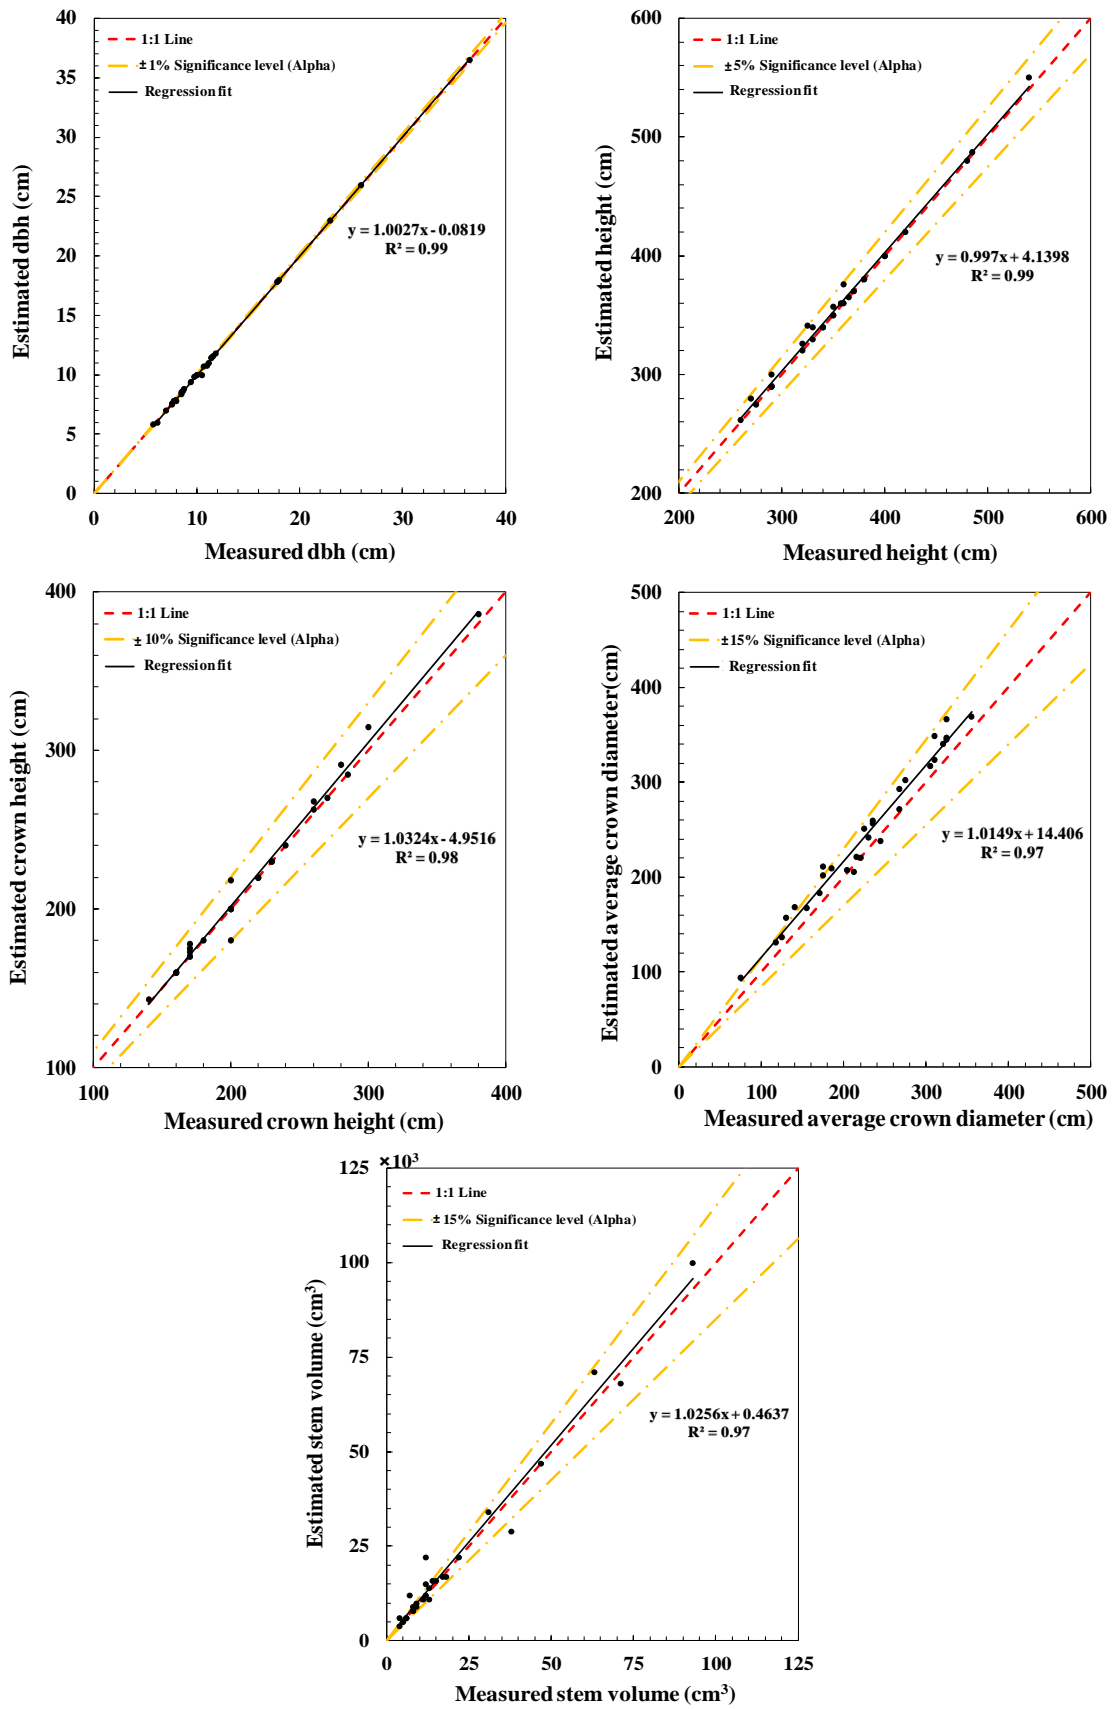 1:1 Line
±1% Significance level (Alpha)
Regression fit
y = 1.0027x - 0.0819
R² = 0.99
Estimated dbh (cm)
40
35
30
25
20
15
10
5
0
0 10 20 30 40
Measured dbh (cm)
1:1 Line
±5% Significance level (Alpha)
Regression fit
y = 0.997x + 4.1398
R² = 0.99
Estimated height (cm)
600
500
400
300
200
200 300 400 500 600
Measured height (cm)
1:1 Line
± 10% Significance level (Alpha)
Regression fit
y = 1.0324x - 4.9516
R² = 0.98
Estimated crown height (cm)
400
300
200
100
100 200 300 400
Measured crown height (cm)
1:1 Line
±15% Significance level (Alpha)
Regression fit
y = 1.0149x + 14.406
R² = 0.97
Estimated average crown diameter(cm)
500
400
300
200
100
0
0 100 200 300 400 500
Measured average crown diameter (cm)
×10³
1:1 Line
± 15% Significance level (Alpha)
Regression fit
y = 1.0256x + 0.4637
R² = 0.97
Estimated stem volume (cm³)
125
100
75
50
25
0
0 25 50 75 100 125
Measured stem volume (cm³)